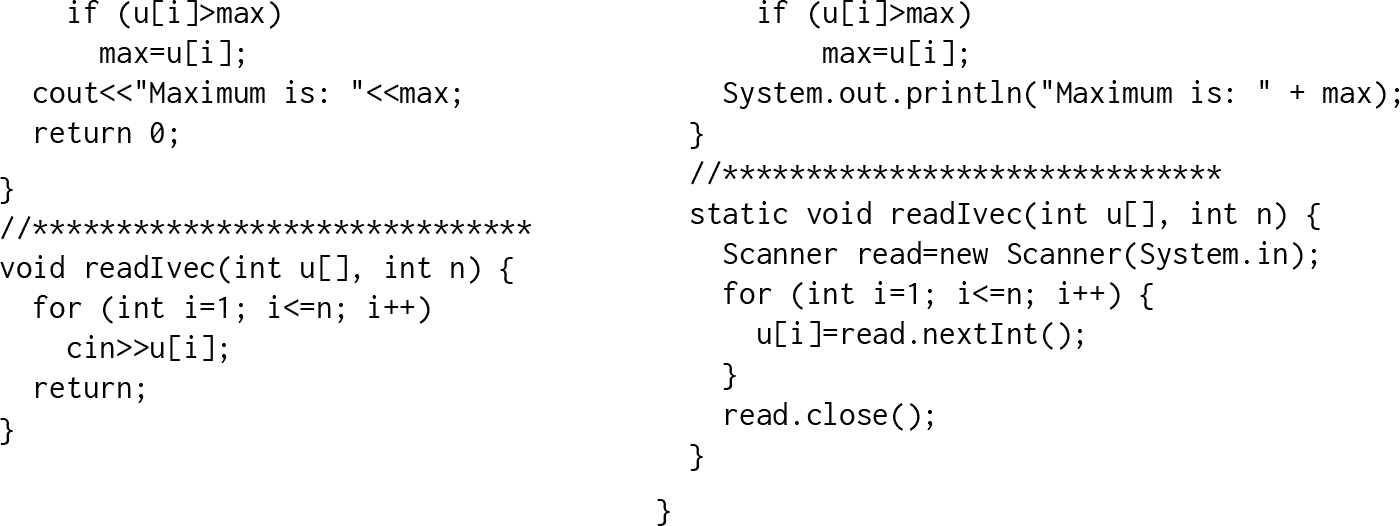 if (u[i]>max)
      max=u[i];
  cout<<"Maximum is: "<<max;
  return 0;
}
//******************************
void readIvec(int u[], int n) {
  for (int i=1; i<=n; i++)
    cin>>u[i];
  return;
}
      if (u[i]>max)
          max=u[i];
    System.out.println("Maximum is: " + max);
  }
  //******************************
  static void readIvec(int u[], int n) {
    Scanner read=new Scanner(System.in);
    for (int i=1; i<=n; i++) {
      u[i]=read.nextInt();
    }
    read.close();
  }
}